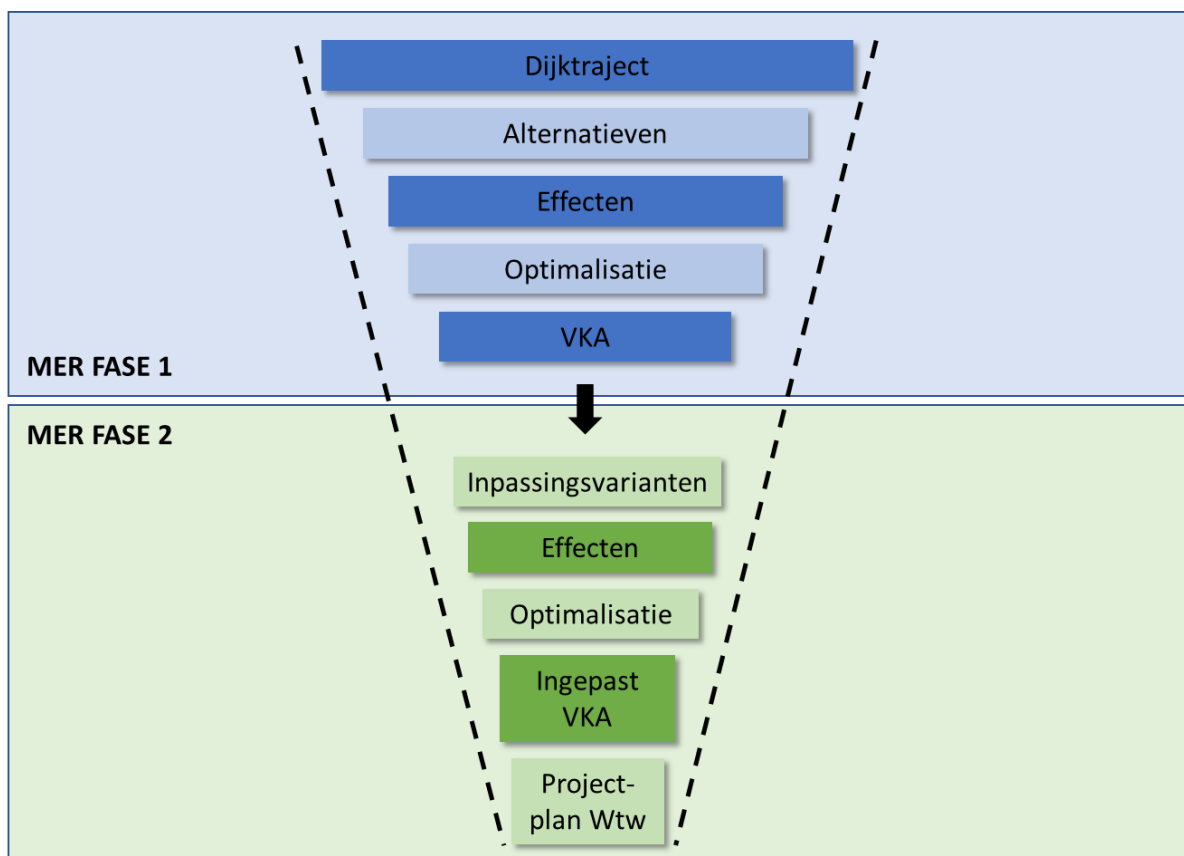 Dijktraject
Alternatieven
Effecten
Optimalisatie
VKA
MER FASE 1
MER FASE 2
Inpassingsvarianten
Effecten
Optimalisatie
Ingepast
VKA
Project-
plan Wtw